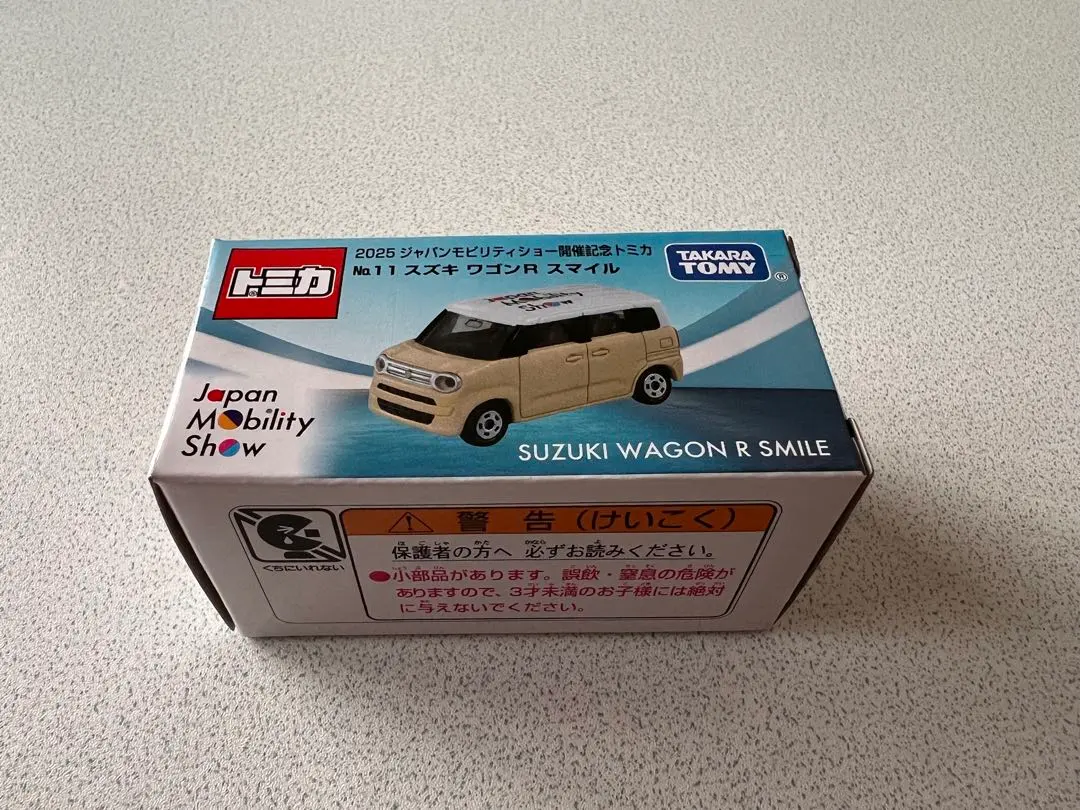 トミカ
2025 ジャパンモビリティショー開催記念トミカ
No.11 スズキ ワゴンR スマイル
TAKARA
TOMY
Japan
Mobility
Show
Japan
Mobility
Show
SUZUKI WAGON R SMILE
くちにいれない
警告(けいこく)
保護者の方へ 必ずお読みください。
●小部品があります。誤飲・窒息の危険が
ありますので、3才未満のお子様には絶対
に与えないでください。